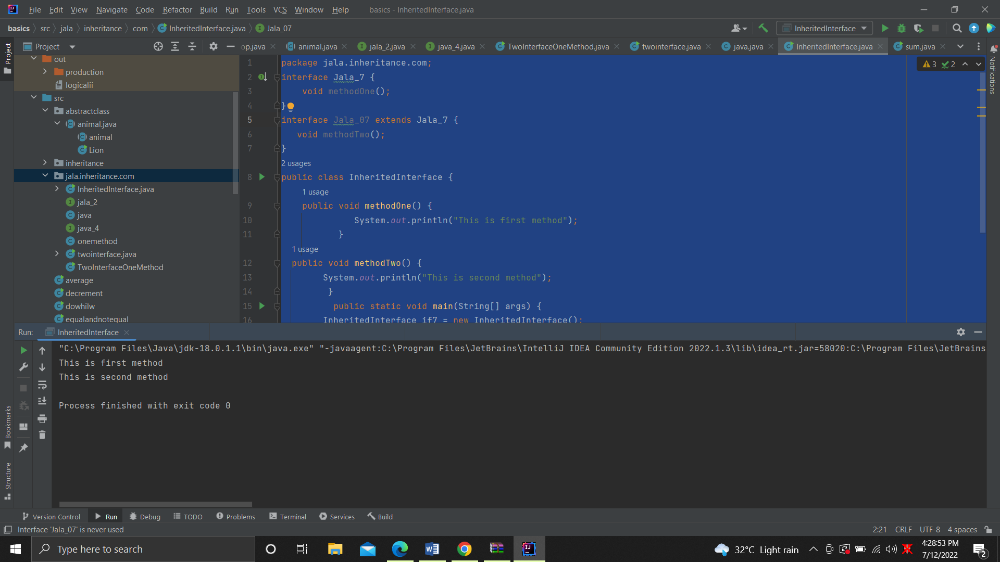 File Edit View Navigate Code Refactor Build Run Tools VCS Window Help basics - InheritedInterface.java
basics src jala inheritance com InheritedInterface.java Jala_07 InheritedInterface
Project op.java animal.java jala_2.java java_4.java TwoInterfaceOneMethod.java twointerface.java java.java InheritedInterface.java sum.java
Project
Notifications
out
production
logicalii
src
abstractclass
animal.java
animal
Lion
inheritance
jala.inheritance.com
InheritedInterface.java
jala_2
java
java_4
onemethod
twointerface.java
TwoInterfaceOneMethod
average
decrement
dowhilw
equalandnotequal
3 2
1 package jala.inheritance.com;
2 interface Jala_7 {
3 void methodOne();
4 }
5 interface Jala_07 extends Jala_7 {
6 void methodTwo();
7 }
2 usages
8 public class InheritedInterface {
1 usage
9 public void methodOne() {
10 System.out.println("This is first method");
11 }
1 usage
12 public void methodTwo() {
13 System.out.println("This is second method");
14 }
15 public static void main(String[] args) {
16 InheritedInterface if7 = new InheritedInterface();
Run: InheritedInterface
"C:\Program Files\Java\jdk-18.0.1.1\bin\java.exe" "-javaagent:C:\Program Files\JetBrains\IntelliJ IDEA Community Edition 2022.1.3\lib\idea_rt.jar=58020:C:\Program Files\JetBrains
This is first method
This is second method
Process finished with exit code 0
Bookmarks
Structure
Version Control Run Debug TODO Problems Terminal Services Build
Interface 'Jala_07' is never used 2:21 CRLF UTF-8 4 spaces
Type here to search 32°C Light rain 4:28:53 PM
7/12/2022 2